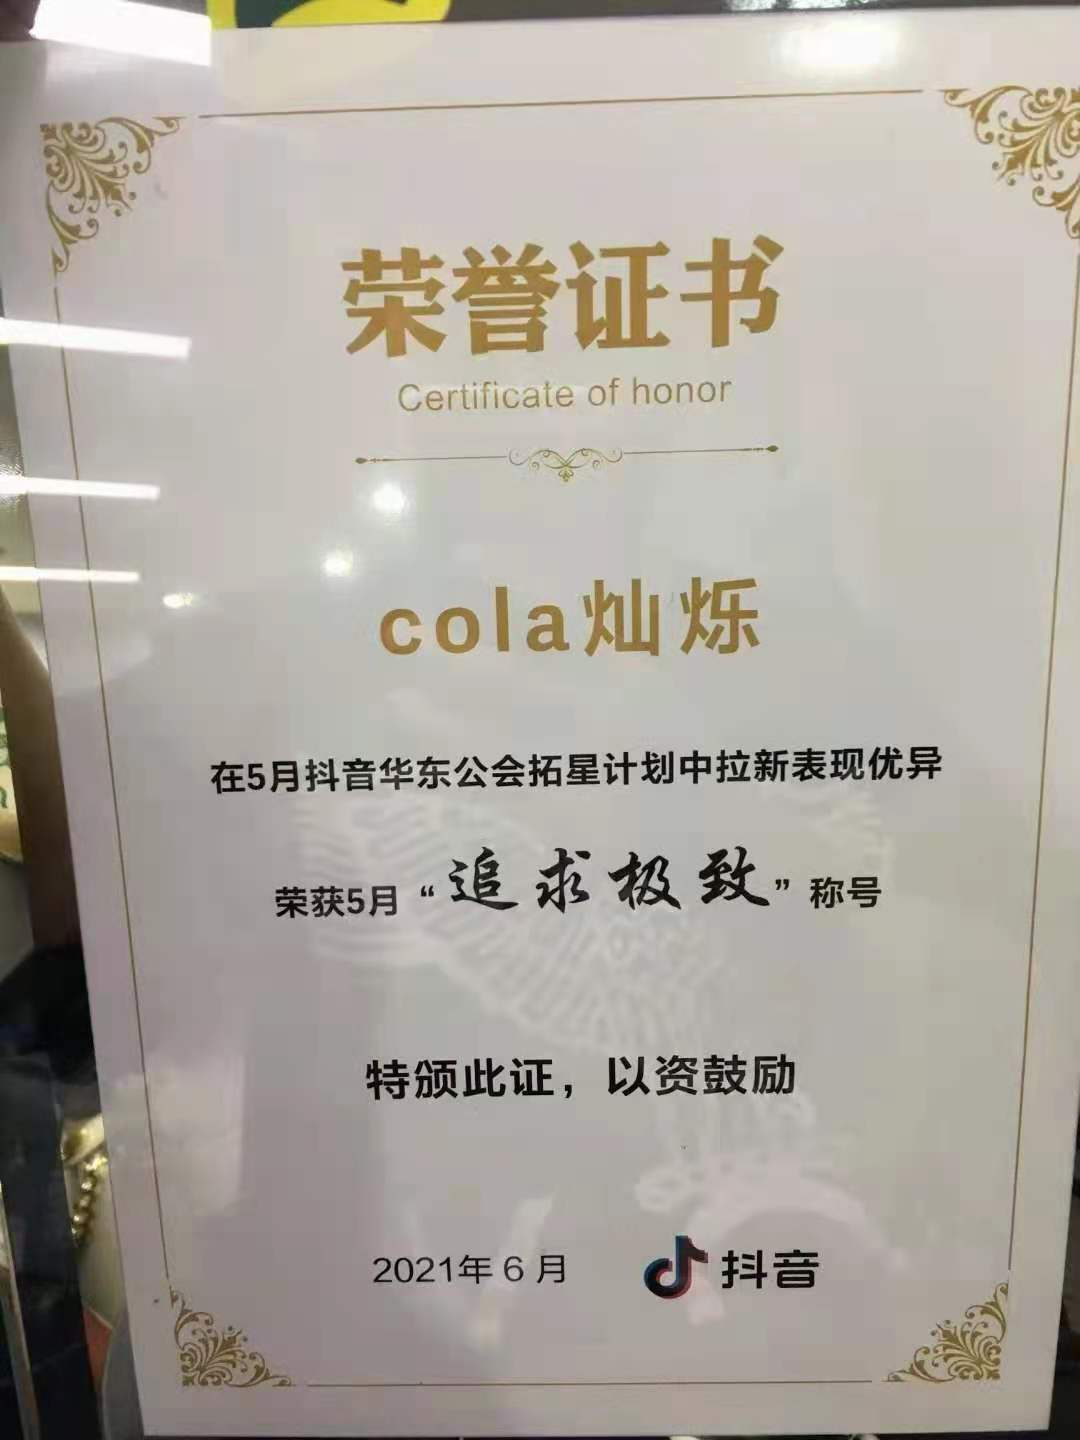 荣誉证书
Certificate of honor
cola灿烁
在5月抖音华东公会拓星计划中拉新表现优异
荣获5月“追求极致”称号
特颁此证，以资鼓励
2021年6月 抖音